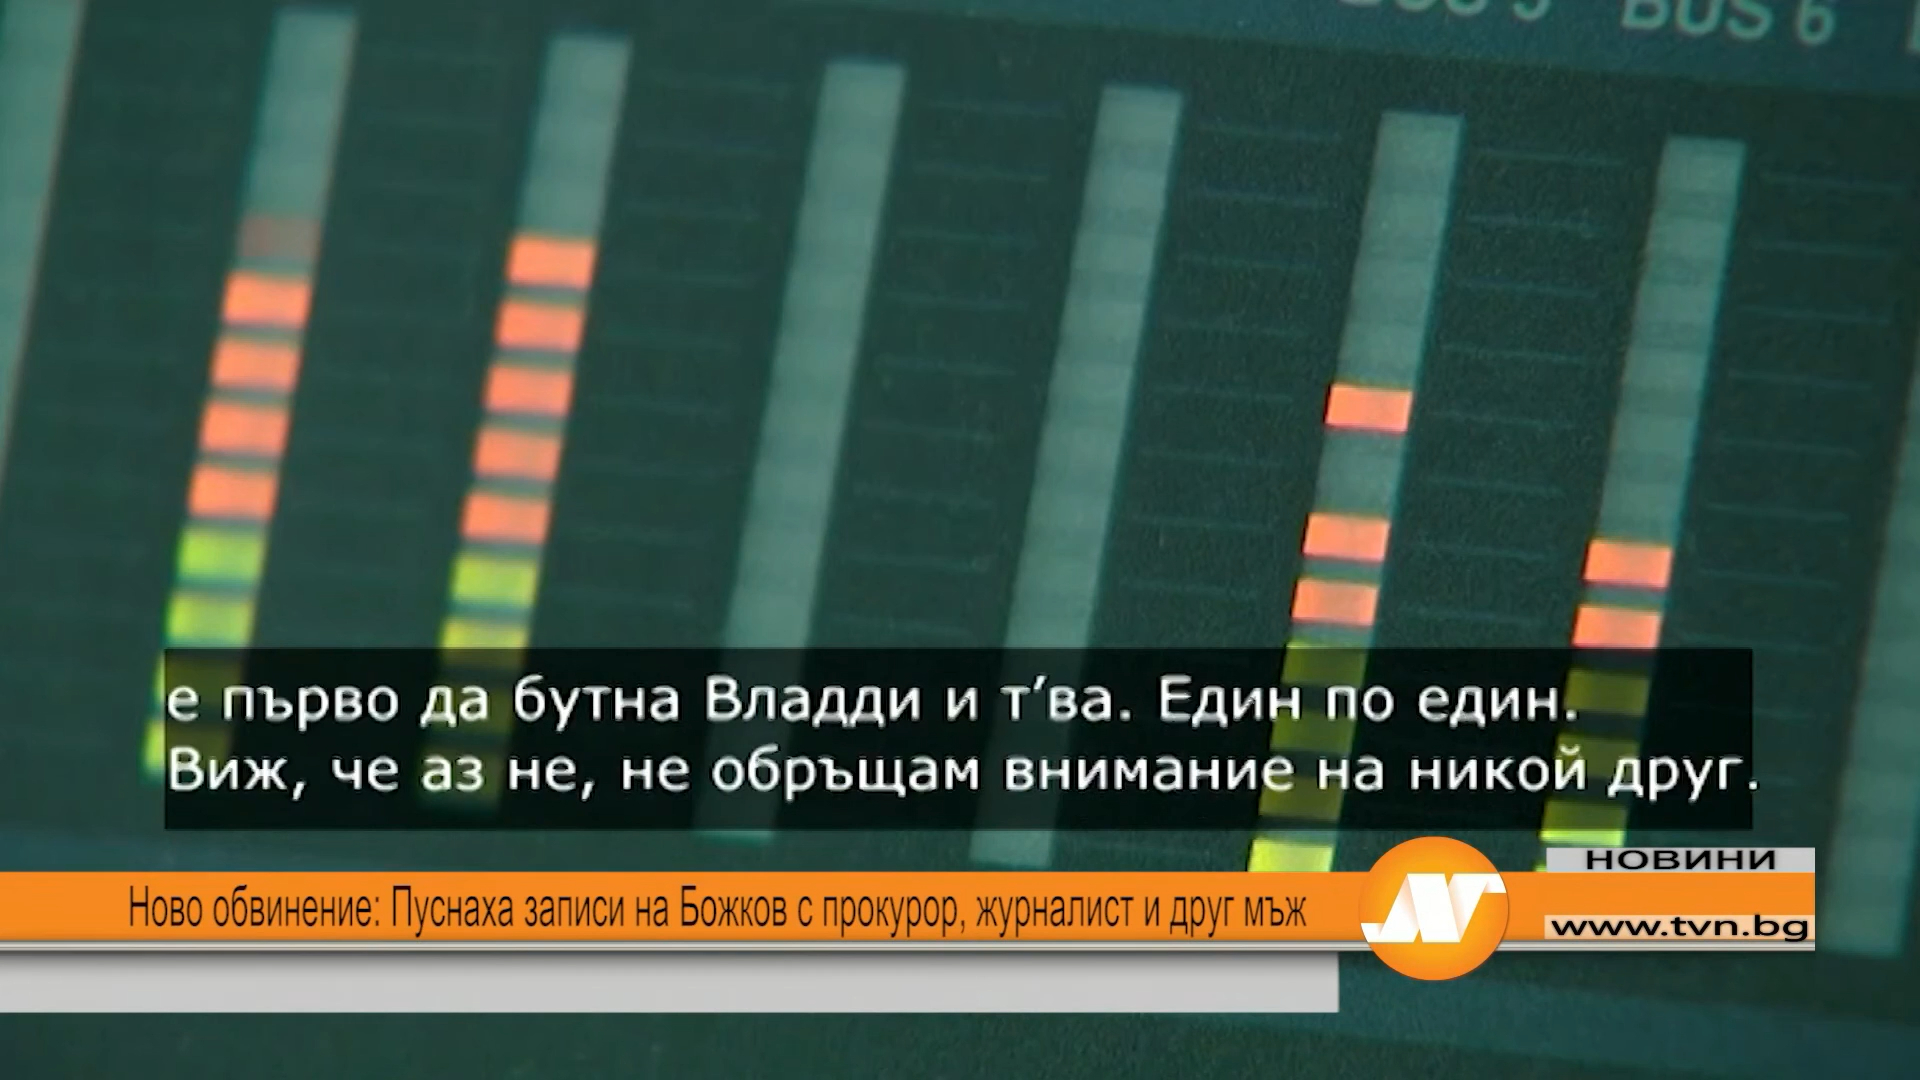 BUS 6
е първо да бутна Владди и т'ва. Един по един.
Виж, че аз не, не обръщам внимание на никой друг.
НОВИНИ
Ново обвинение: Пуснаха записи на Божков с прокурор, журналист и друг мъж
www.tvn.bg